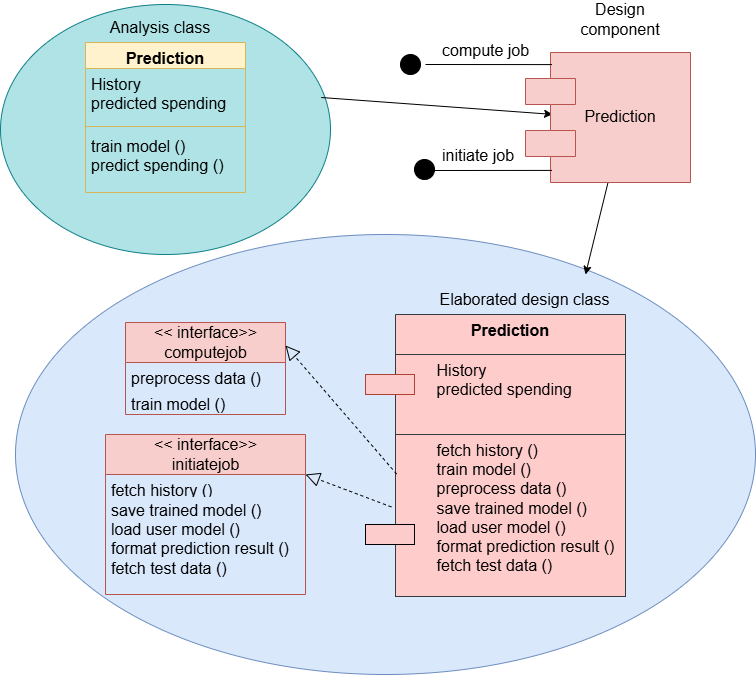 Analysis class
Prediction
History
predicted spending
train model ()
predict spending ()
Design
component
compute job
Prediction
initiate job
Elaborated design class
<< interface>>
computejob
preprocess data ()
train model ()
<< interface>>
initiatejob
fetch history ()
save trained model ()
load user model ()
format prediction result ()
fetch test data ()
Prediction
History
predicted spending
fetch history ()
train model ()
preprocess data ()
save trained model ()
load user model ()
format prediction result ()
fetch test data ()